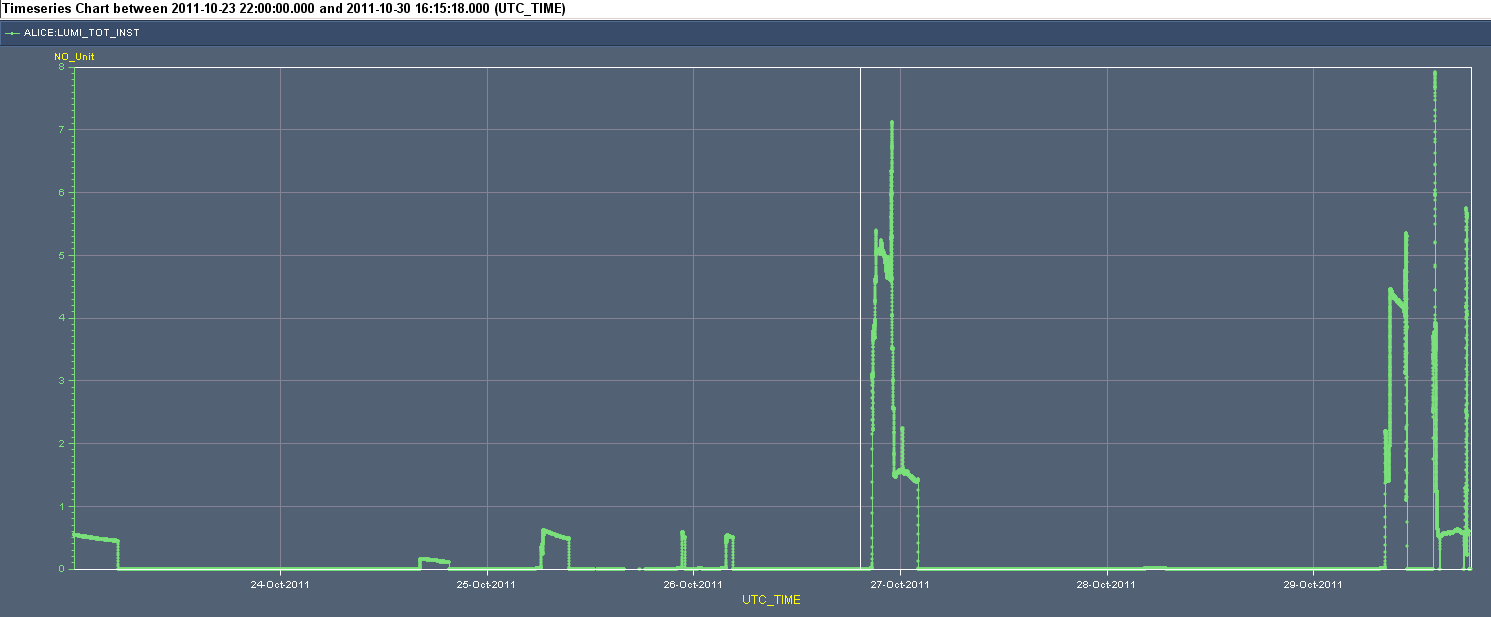 Timeseries Chart between 2011-10-23 22:00:00.000 and 2011-10-30 16:15:18.000 (UTC_TIME)
ALICE:LUMI_TOT_INST
NO_Unit
8
7
6
5
4
3
2
1
0
24-Oct-2011 25-Oct-2011 26-Oct-2011 27-Oct-2011 28-Oct-2011 29-Oct-2011
UTC_TIME